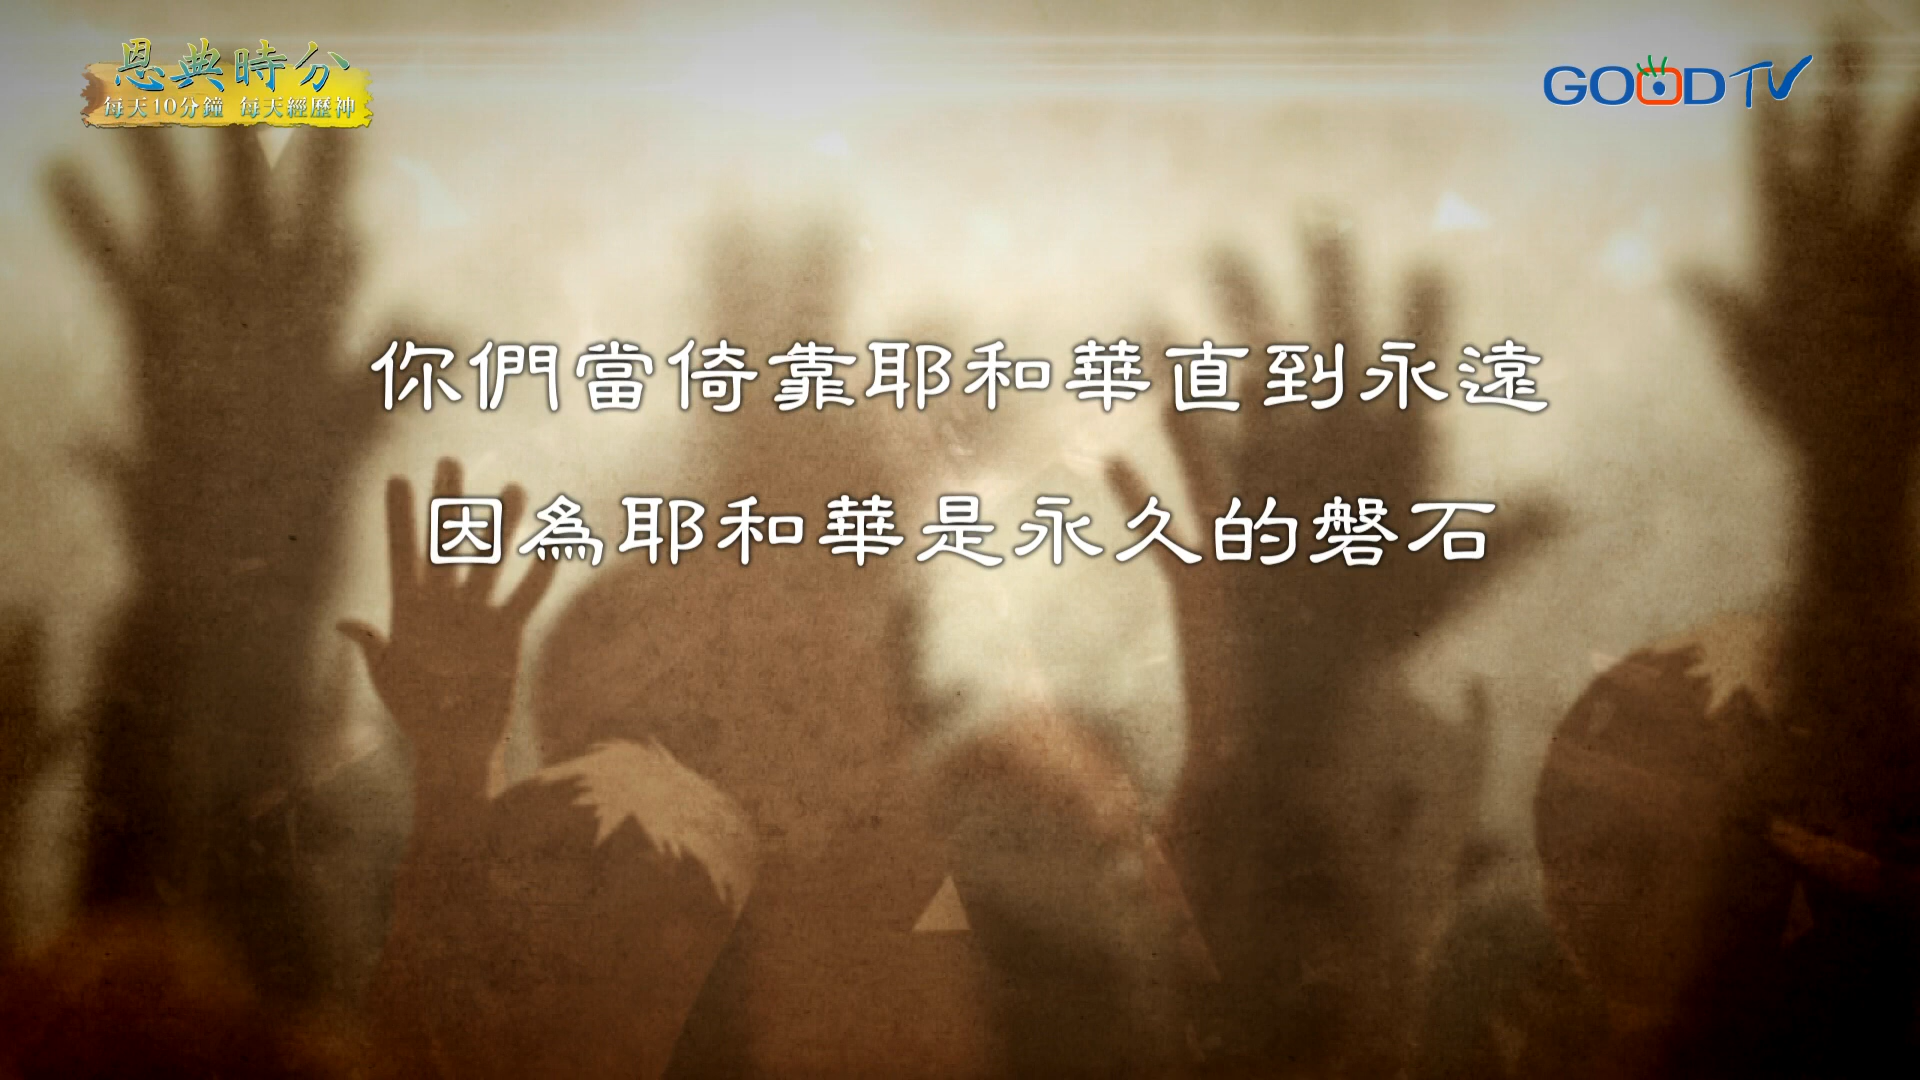 恩典時分
每天10分鐘 每天經歷神
GOOD TV
你們當倚靠耶和華直到永遠
因為耶和華是永久的磐石